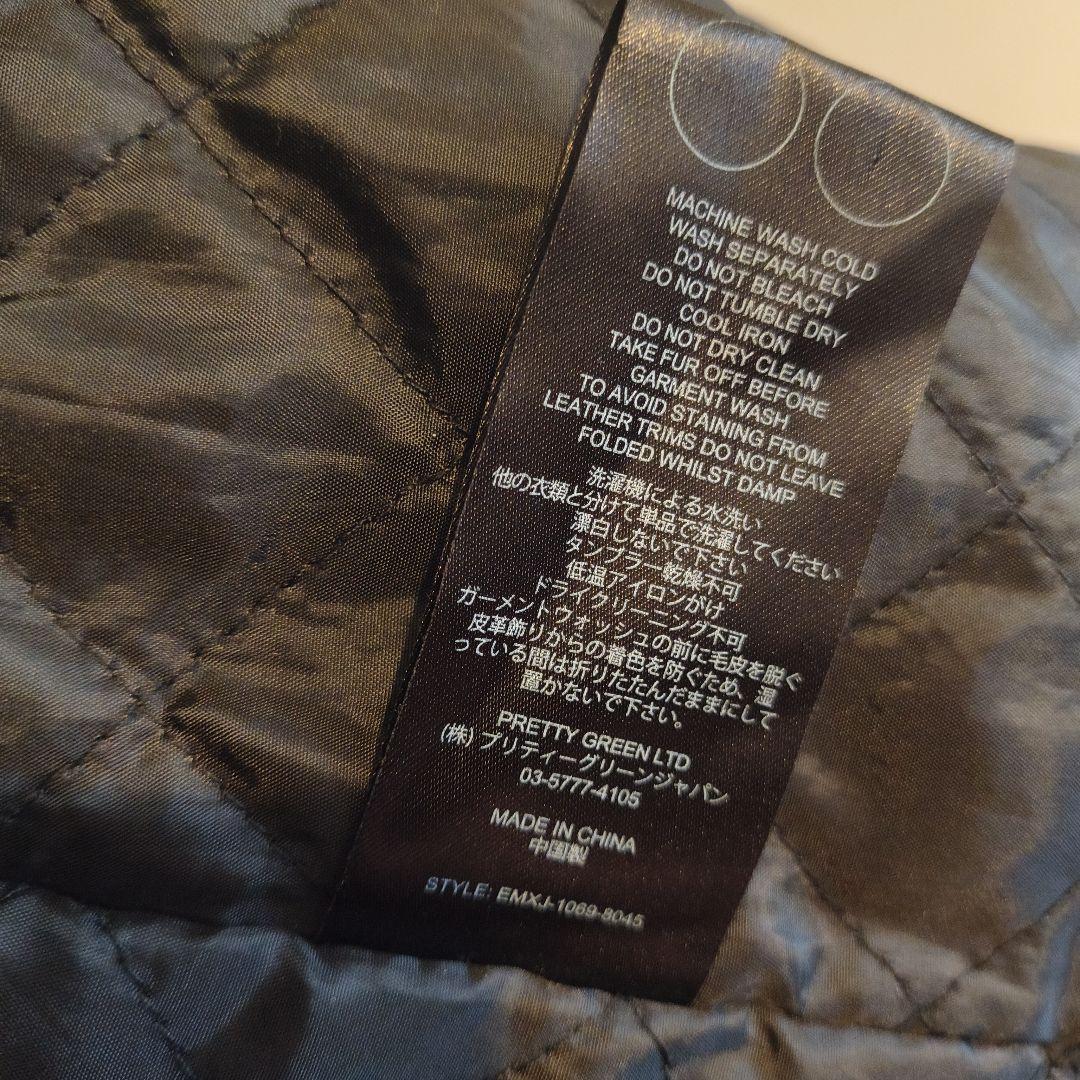 MACHINE WASH COLD
WASH SEPARATELY
DO NOT BLEACH
DO NOT TUMBLE DRY
COOL IRON
DO NOT DRY CLEAN
TAKE FUR OFF BEFORE
GARMENT WASH
TO AVOID STAINING FROM
LEATHER TRIMS DO NOT LEAVE
FOLDED WHILST DAMP
洗濯機による水洗い
他の衣類と分けて単品で洗濯してください
漂白しないで下さい
タンブラー乾燥不可
低温アイロンがけ
ドライクリーニング不可
ガーメントウォッシュの前に毛皮を脱ぐ
皮革飾りからの着色を防ぐため、湿
っている間は折りたたんだままにして
置かないで下さい。
PRETTY GREEN LTD
(株) プリティーグリーンジャパン
03-5777-4105
MADE IN CHINA
中国製
STYLE: EMXJ-1069-8045